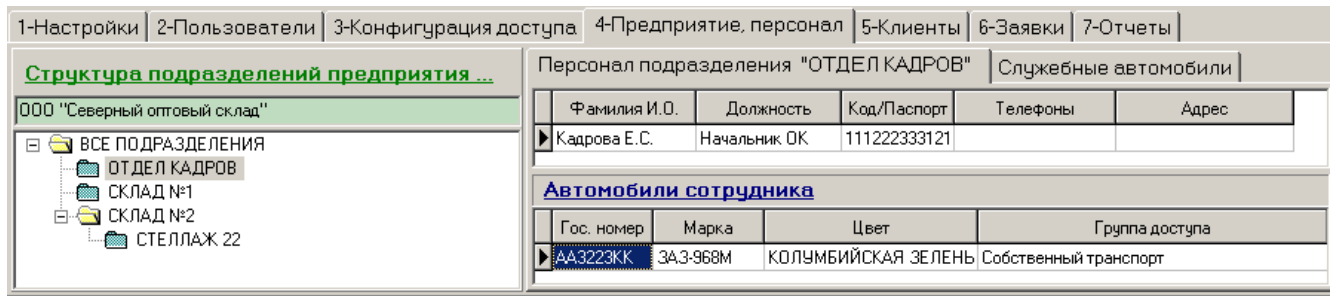 1-Настройки 2-Пользователи 3-Конфигурация доступа 4-Предприятие, персонал 5-Клиенты 6-Заявки 7-Отчеты
Структура подразделений предприятия ...
ООО "Северный оптовый склад"
ВСЕ ПОДРАЗДЕЛЕНИЯ
ОТДЕЛ КАДРОВ
СКЛАД №1
СКЛАД №2
СТЕЛЛАЖ 22
Персонал подразделения "ОТДЕЛ КАДРОВ" Служебные автомобили
Фамилия И.О. Должность Код/Паспорт Телефоны Адрес
Кадрова Е.С. Начальник ОК 111222333121
Автомобили сотрудника
Гос. номер Марка Цвет Группа доступа
АА3223КК ЗАЗ-968М КОЛУМБИЙСКАЯ ЗЕЛЕНЬ Собственный транспорт